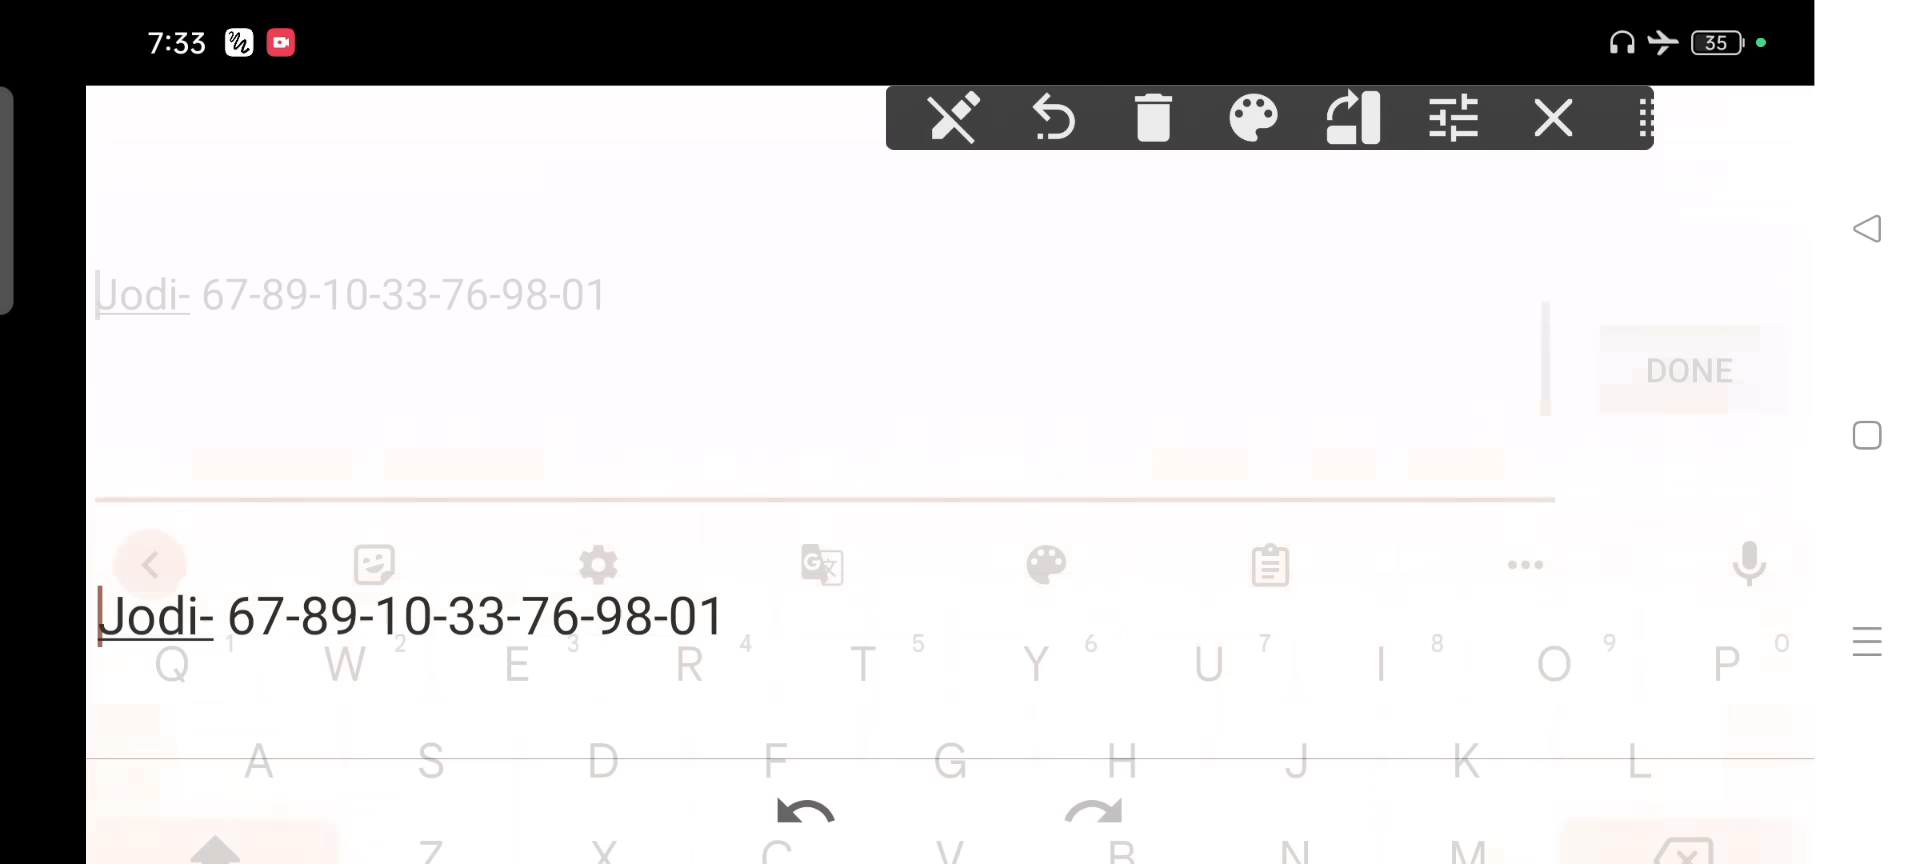 7:33
35
Jodi- 67-89-10-33-76-98-01
DONE
Jodi- 67-89-10-33-76-98-01
1 2 3 4 5 6 7 8 9 0
Q W E R T Y U I O P
A S D F G H J K L
Z X C V B N M